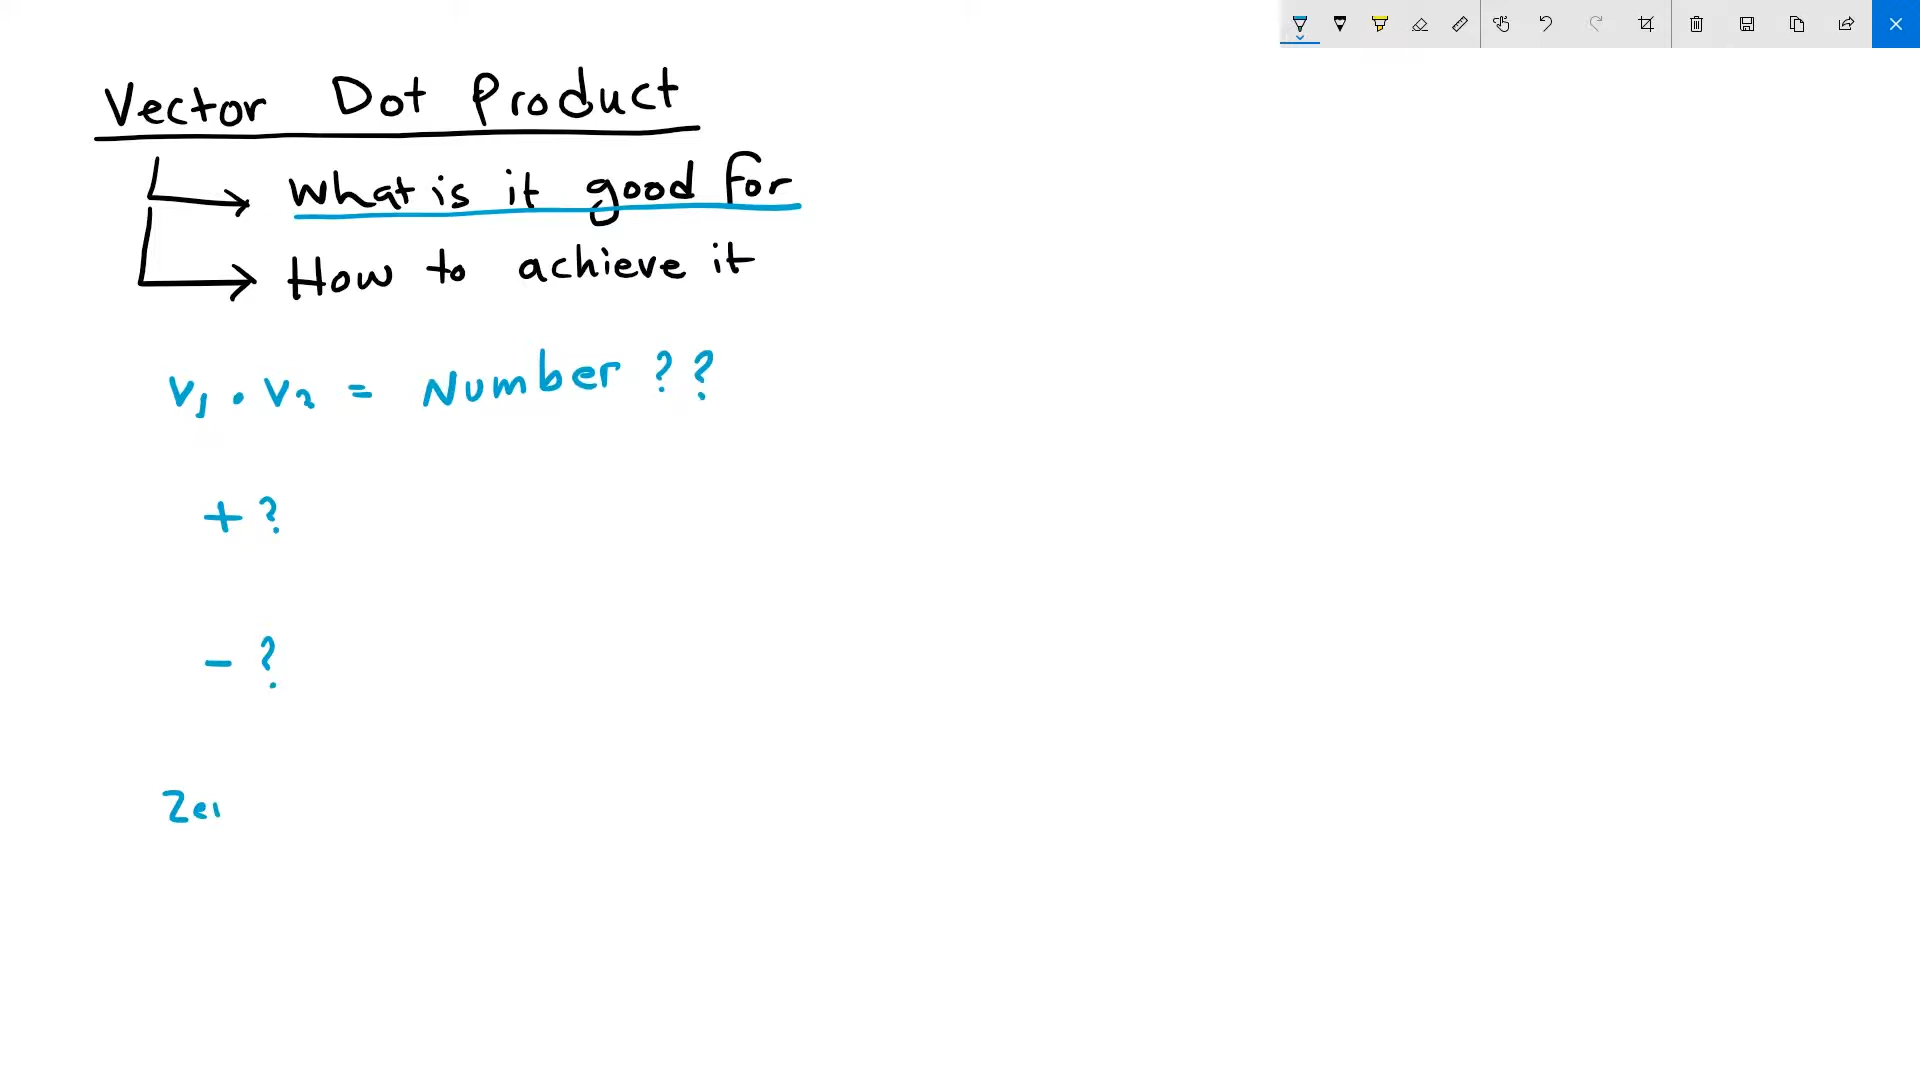 Vector Dot Product
What is it good for
How to achieve it
V₁ . V₂ = Number ??
+ ?
- ?